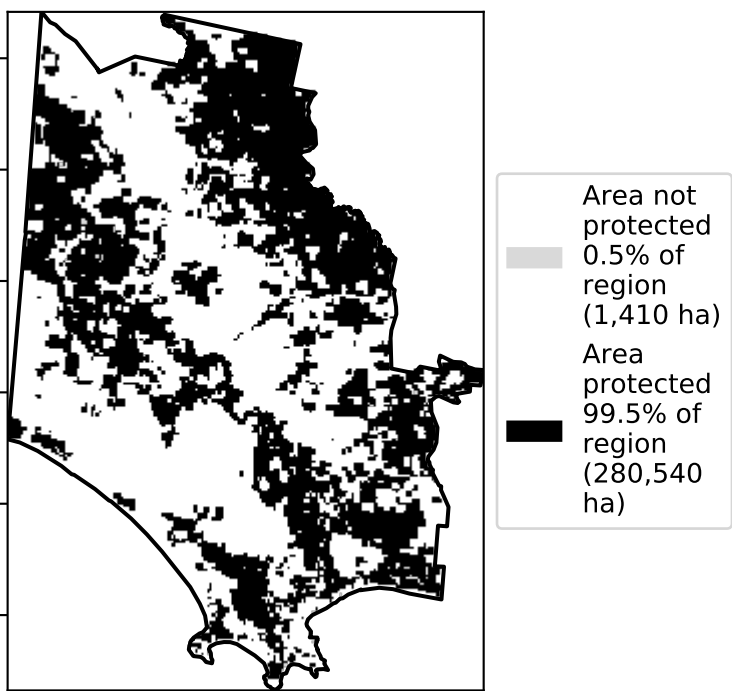 Area not
protected
0.5% of
region
(1,410 ha)
Area
protected
99.5% of
region
(280,540
ha)